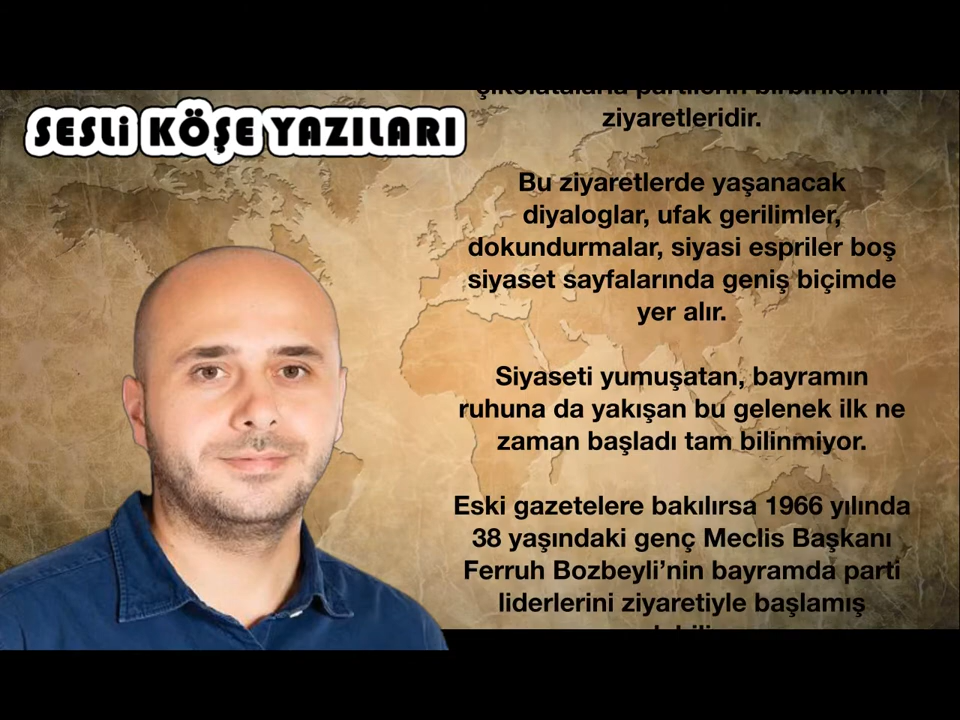 SESLİ KÖŞE YAZILARI
ziyaretleridir.
Bu ziyaretlerde yaşanacak
diyaloglar, ufak gerilimler,
dokundurmalar, siyasi espriler boş
siyaset sayfalarında geniş biçimde
yer alır.
Siyaseti yumuşatan, bayramın
ruhuna da yakışan bu gelenek ilk ne
zaman başladı tam bilinmiyor.
Eski gazetelere bakılırsa 1966 yılında
38 yaşındaki genç Meclis Başkanı
Ferruh Bozbeyli’nin bayramda parti
liderlerini ziyaretiyle başlamış